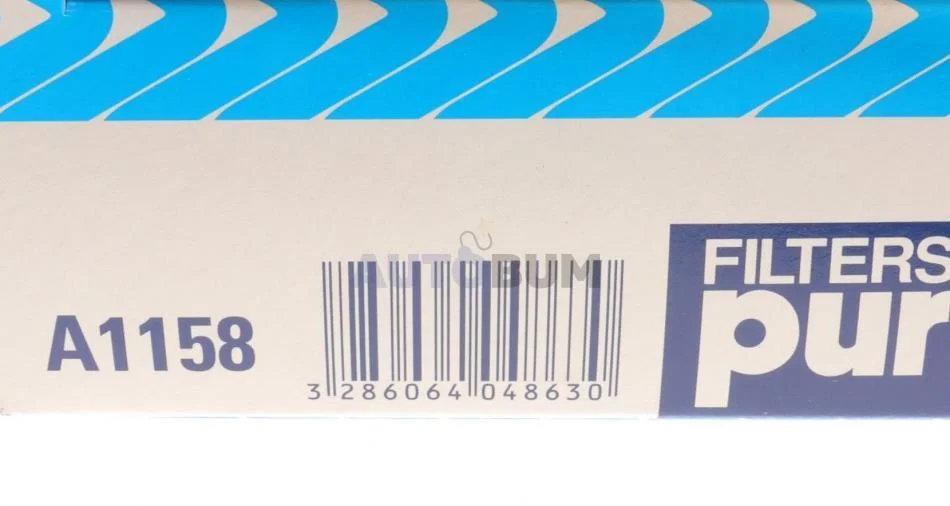 AUTOBUM
A1158
3 286064 048630
FILTERS
pur